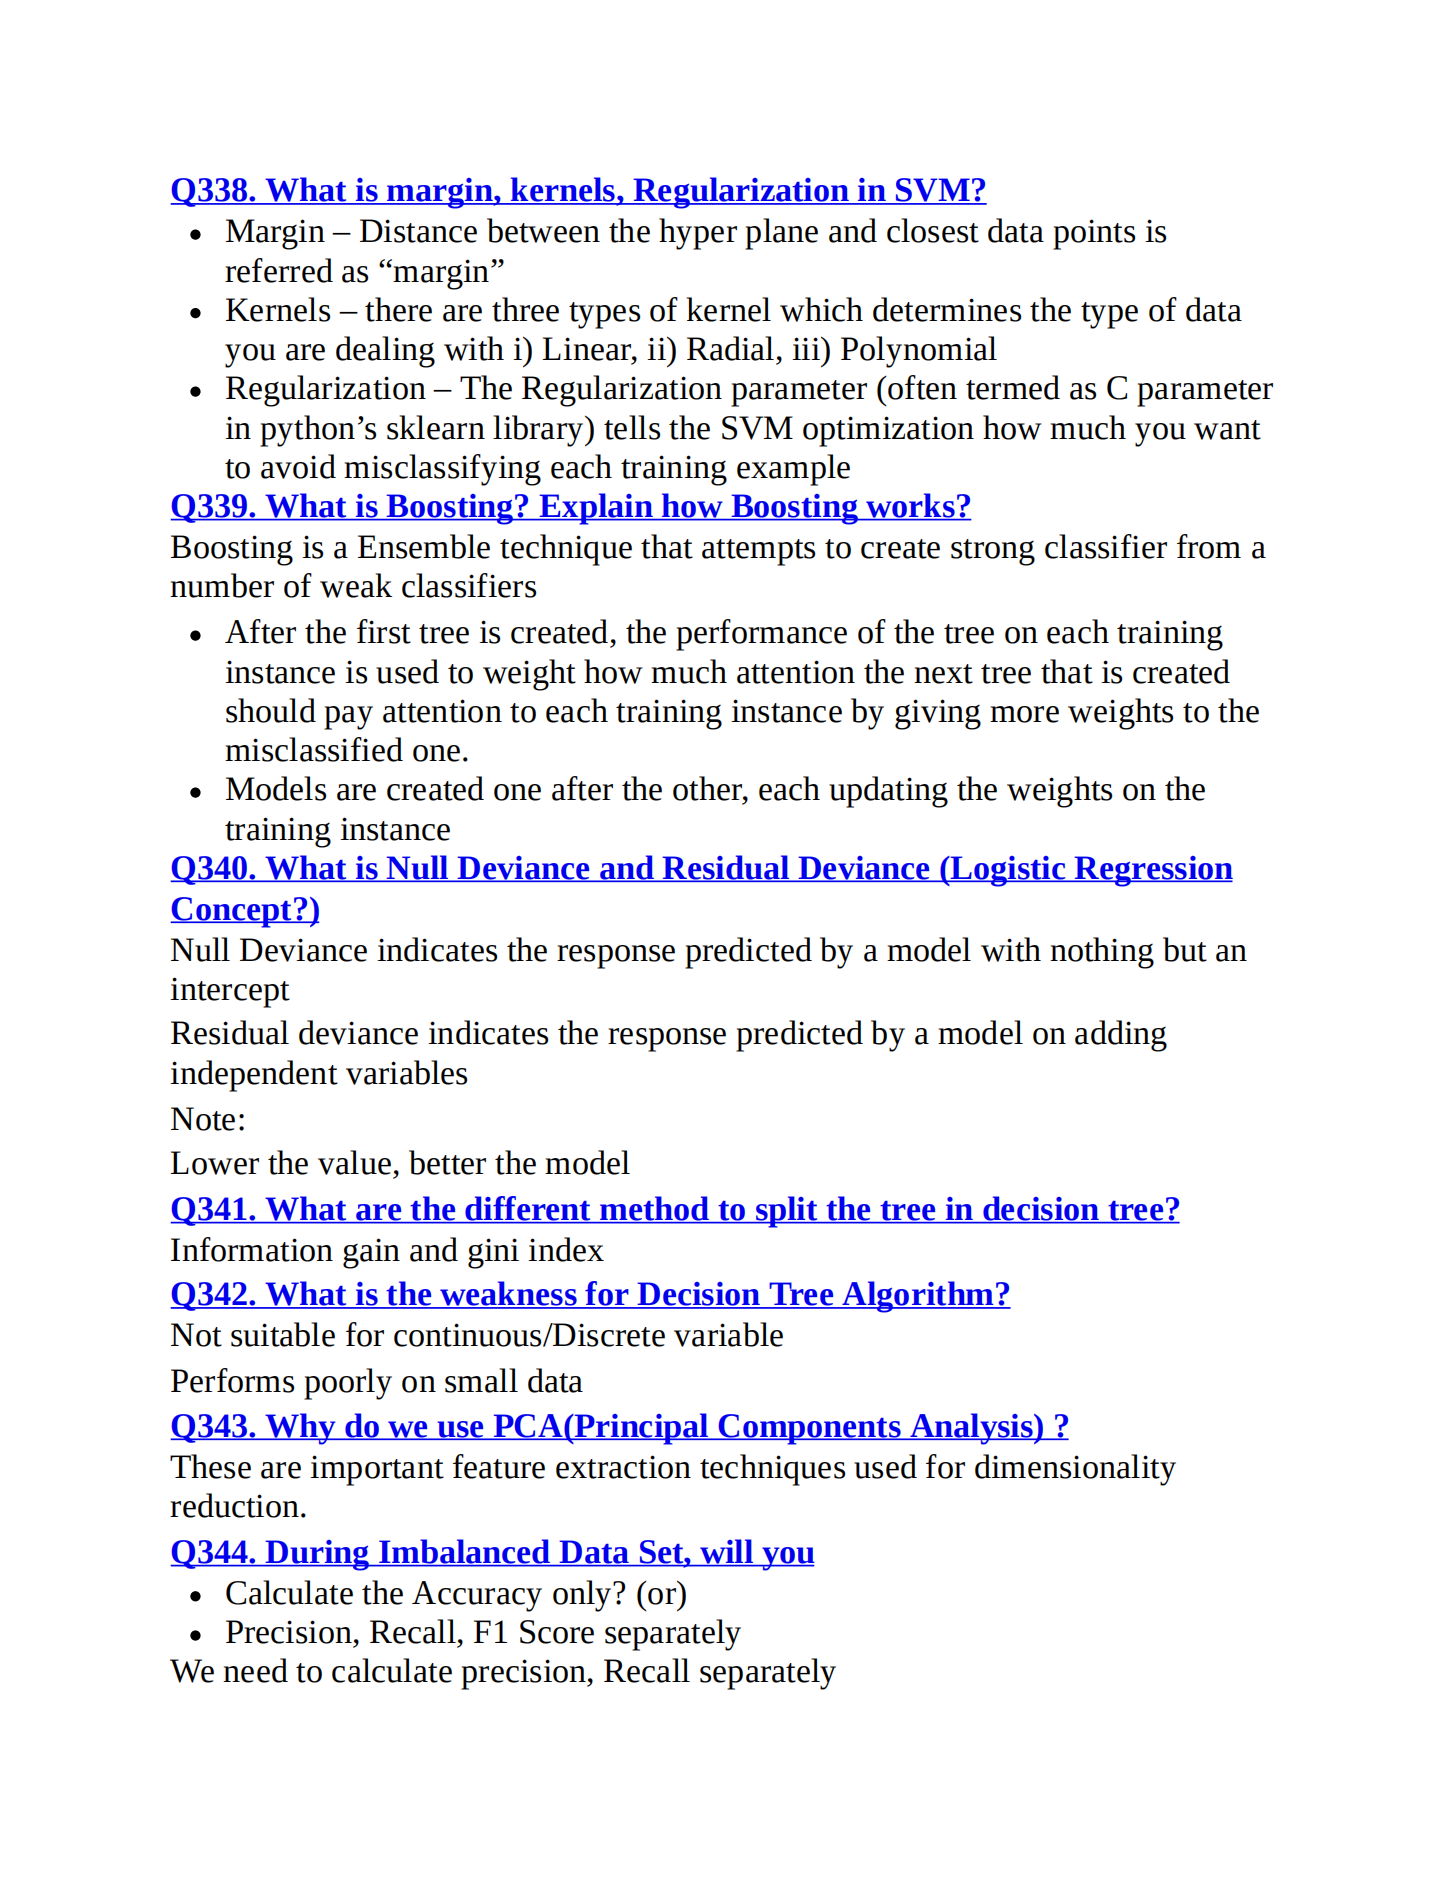 Q338. What is margin, kernels, Regularization in SVM?
● Margin – Distance between the hyper plane and closest data points is
referred as “margin”
● Kernels – there are three types of kernel which determines the type of data
you are dealing with i) Linear, ii) Radial, iii) Polynomial
● Regularization – The Regularization parameter (often termed as C parameter
in python’s sklearn library) tells the SVM optimization how much you want
to avoid misclassifying each training example
Q339. What is Boosting? Explain how Boosting works?
Boosting is a Ensemble technique that attempts to create strong classifier from a
number of weak classifiers
● After the first tree is created, the performance of the tree on each training
instance is used to weight how much attention the next tree that is created
should pay attention to each training instance by giving more weights to the
misclassified one.
● Models are created one after the other, each updating the weights on the
training instance
Q340. What is Null Deviance and Residual Deviance (Logistic Regression
Concept?)
Null Deviance indicates the response predicted by a model with nothing but an
intercept
Residual deviance indicates the response predicted by a model on adding
independent variables
Note:
Lower the value, better the model
Q341. What are the different method to split the tree in decision tree?
Information gain and gini index
Q342. What is the weakness for Decision Tree Algorithm?
Not suitable for continuous/Discrete variable
Performs poorly on small data
Q343. Why do we use PCA(Principal Components Analysis) ?
These are important feature extraction techniques used for dimensionality
reduction.
Q344. During Imbalanced Data Set, will you
● Calculate the Accuracy only? (or)
● Precision, Recall, F1 Score separately
We need to calculate precision, Recall separately